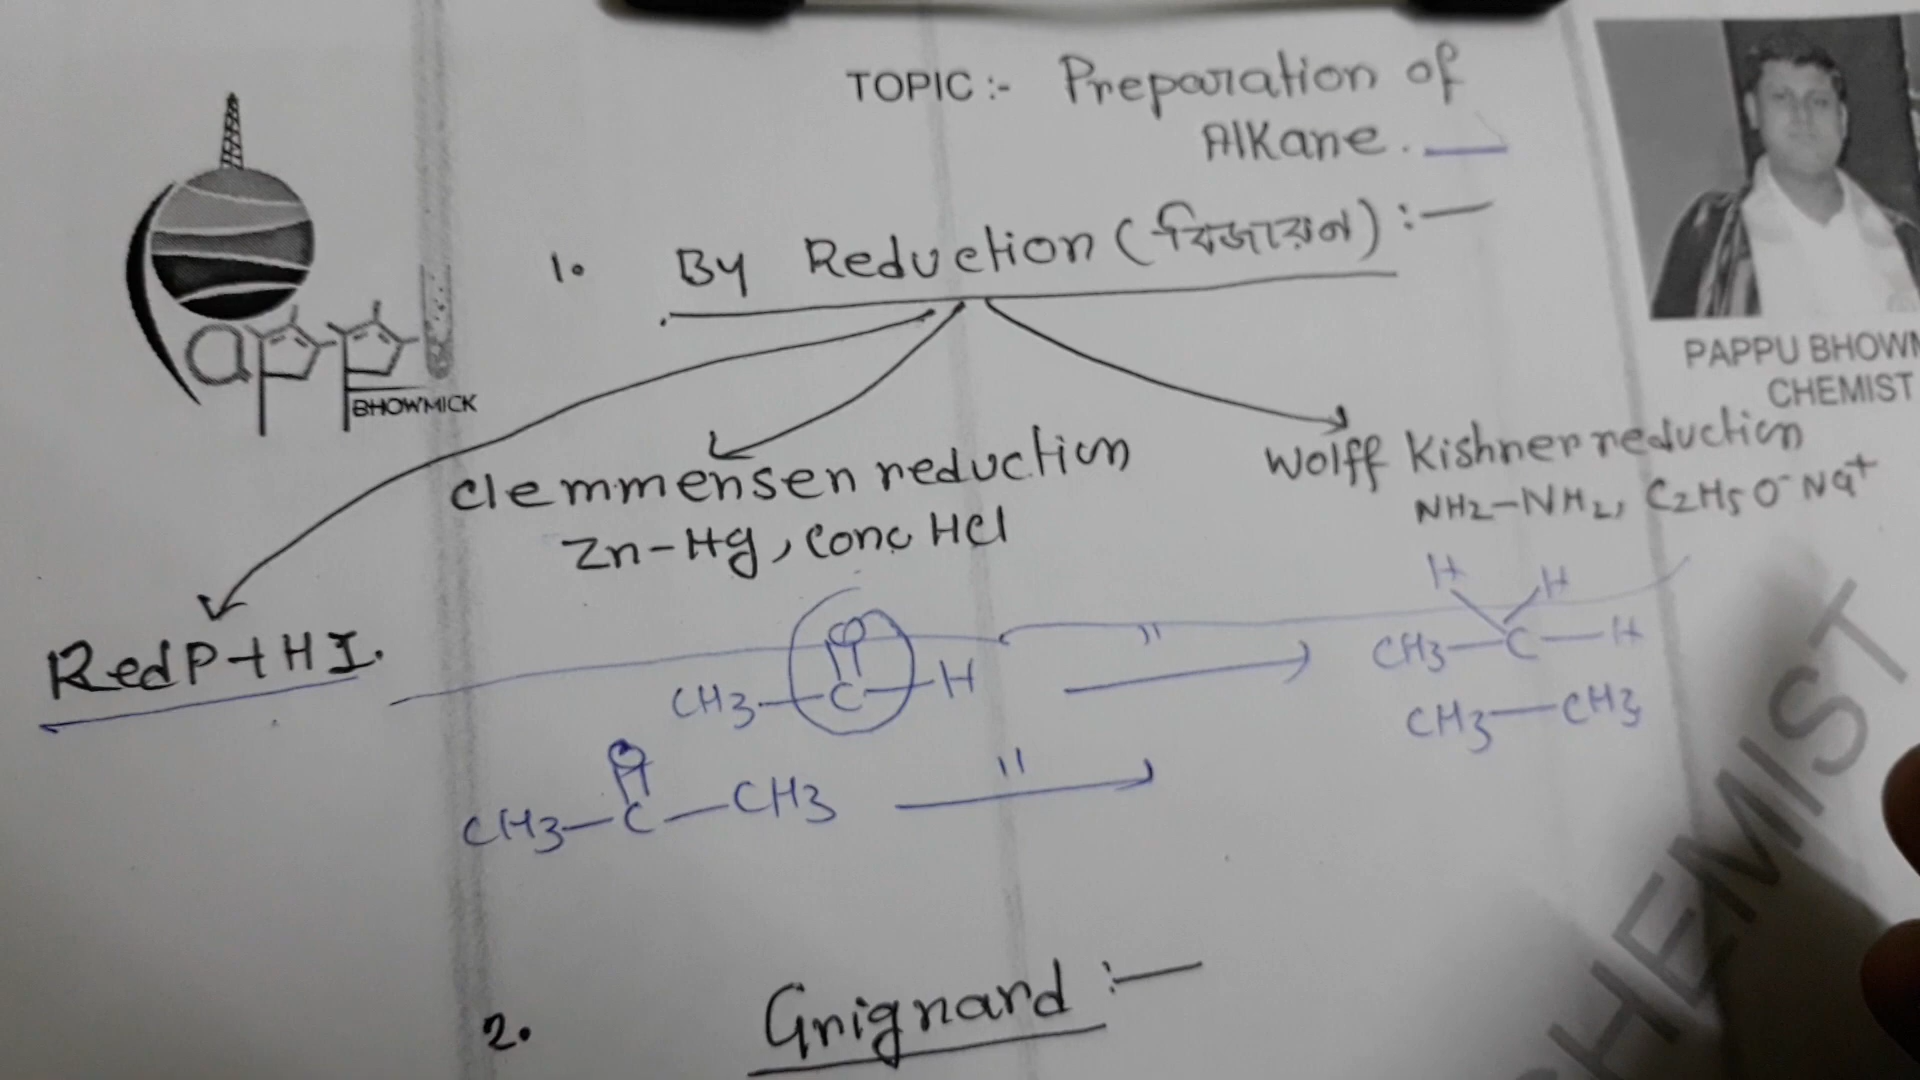 TOPIC :- Preparation of
Alkane.
PAPPU BHOWM
CHEMIST
BHOWMICK
1. By Reduction (বিজারন) :—
Clemmensen reduction
Zn-Hg, Conc HCl
Wolff Kishner reduction
NH2-NH2, C2H5O⁻Na⁺
Red P + HI.
CH3—C—H
O
"
H H
CH3—C—H
CH3—CH3
O
CH3—C—CH3
"
2. Grignard :—
CHEMIST